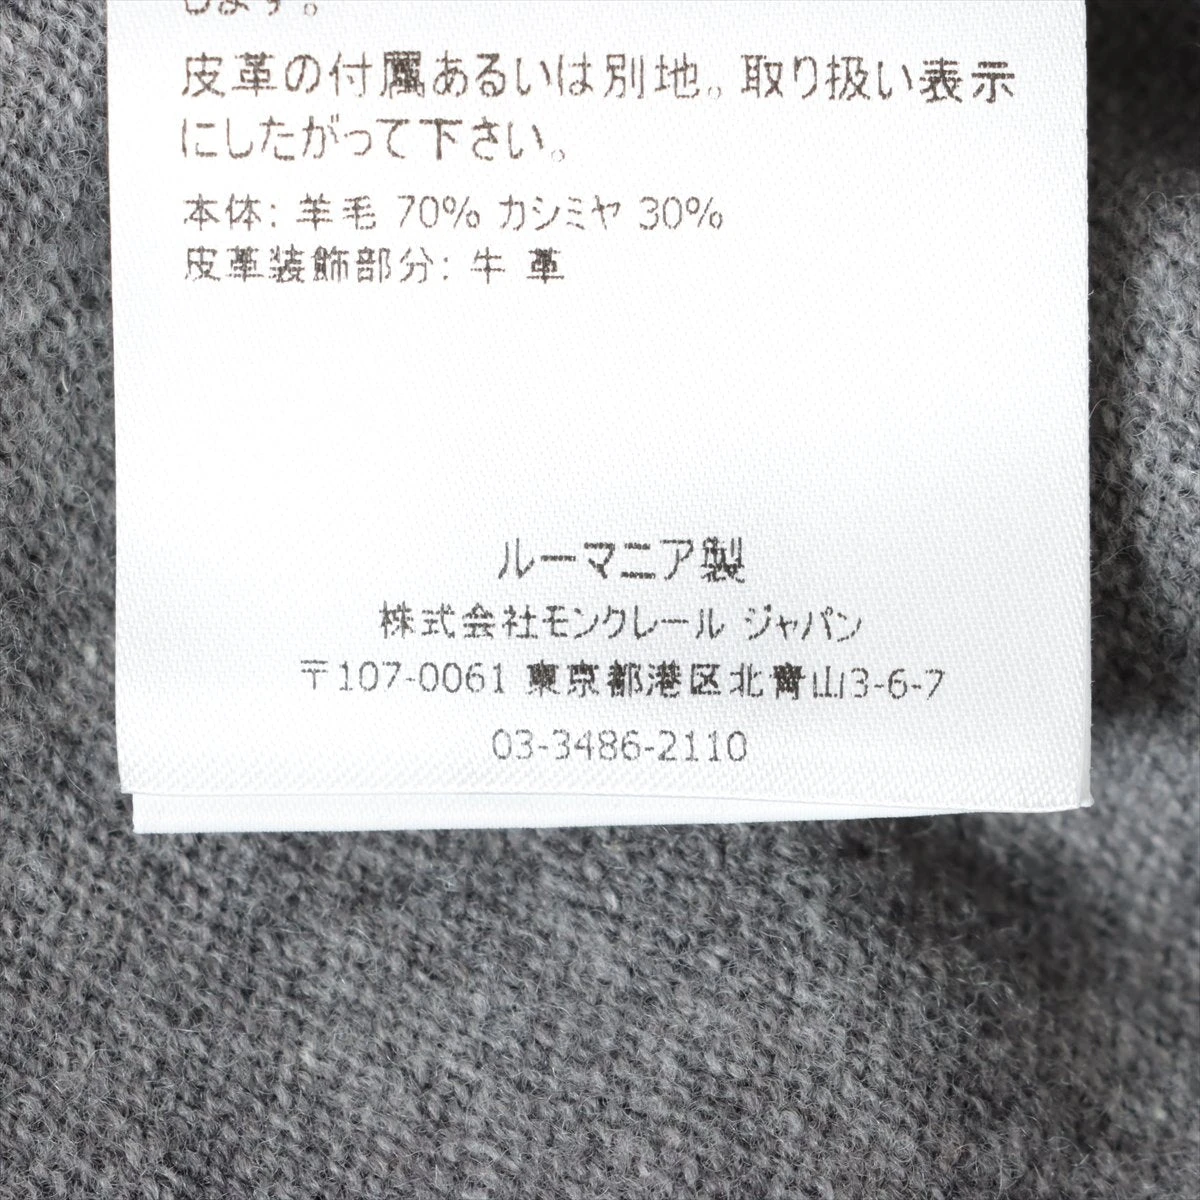 します。
皮革の付属あるいは別地。取り扱い表示
にしたがって下さい。
本体: 羊毛 70% カシミヤ 30%
皮革装飾部分: 牛 革
ルーマニア製
株式会社モンクレール ジャパン
〒107-0061 東京都港区北青山3-6-7
03-3486-2110